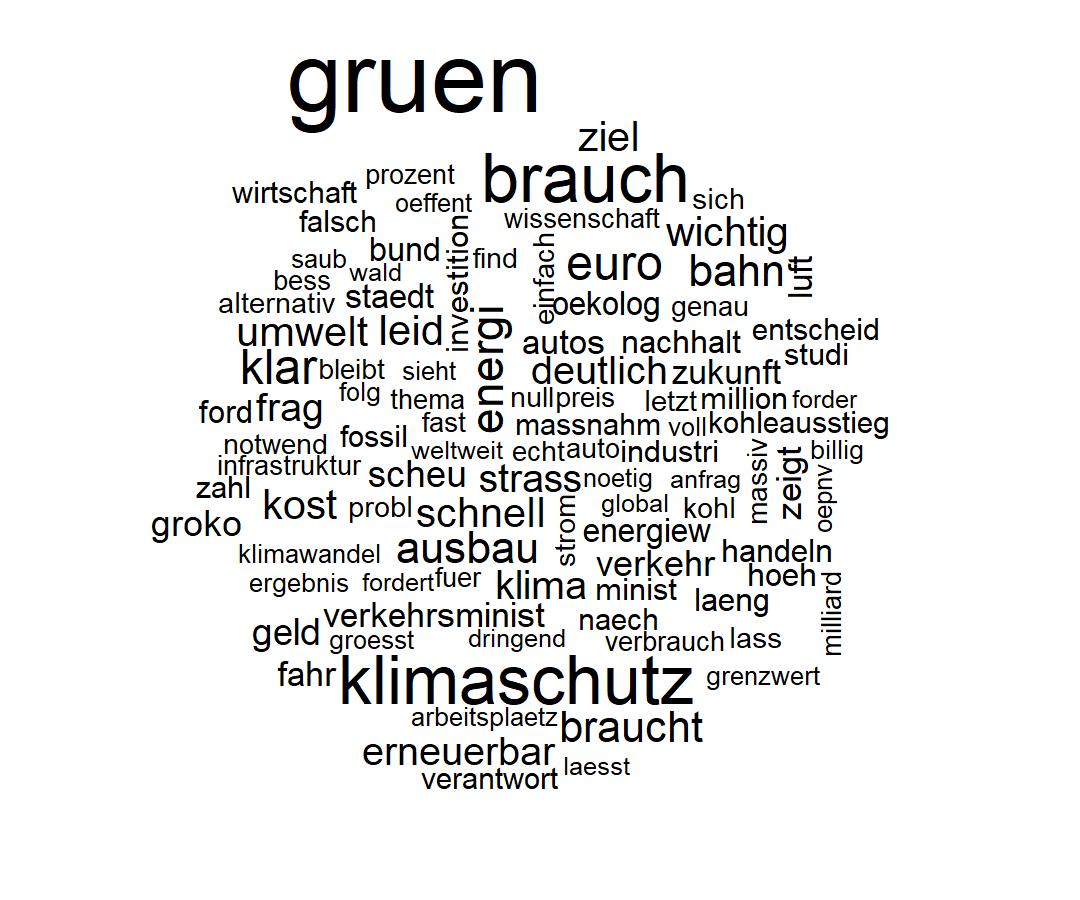 gruen
ziel
prozent
brauch
wirtschaft
oeffent
sich
falsch
wissenschaft
wichtig
bund
investition
find
einfach
euro
bahn
luft
saub
wald
bess
alternativ
staedt
oekolog
genau
umwelt
leid
energi
autos
nachhalt
entscheid
klar
bleibt
sieht
deutlich
zukunft
studi
folg
thema
nullpreis
letzt
million
forder
ford
frag
fast
massnahm
voll
kohleausstieg
notwend
fossil
weltweit
echt
auto
industri
massiv
zeigt
billig
infrastruktur
scheu
strass
noetig
anfrag
oepnv
zahl
kost
probl
schnell
strom
global
kohl
groko
energiew
klimawandel
ausbau
verkehr
handeln
ergebnis
fordert
fuer
klima
minist
hoeh
laeng
milliard
verkehrsminist
naech
geld
groesst
dringend
verbrauch
lass
fahr
klimaschutz
grenzwert
arbeitsplaetz
braucht
erneuerbar
verantwort
laesst